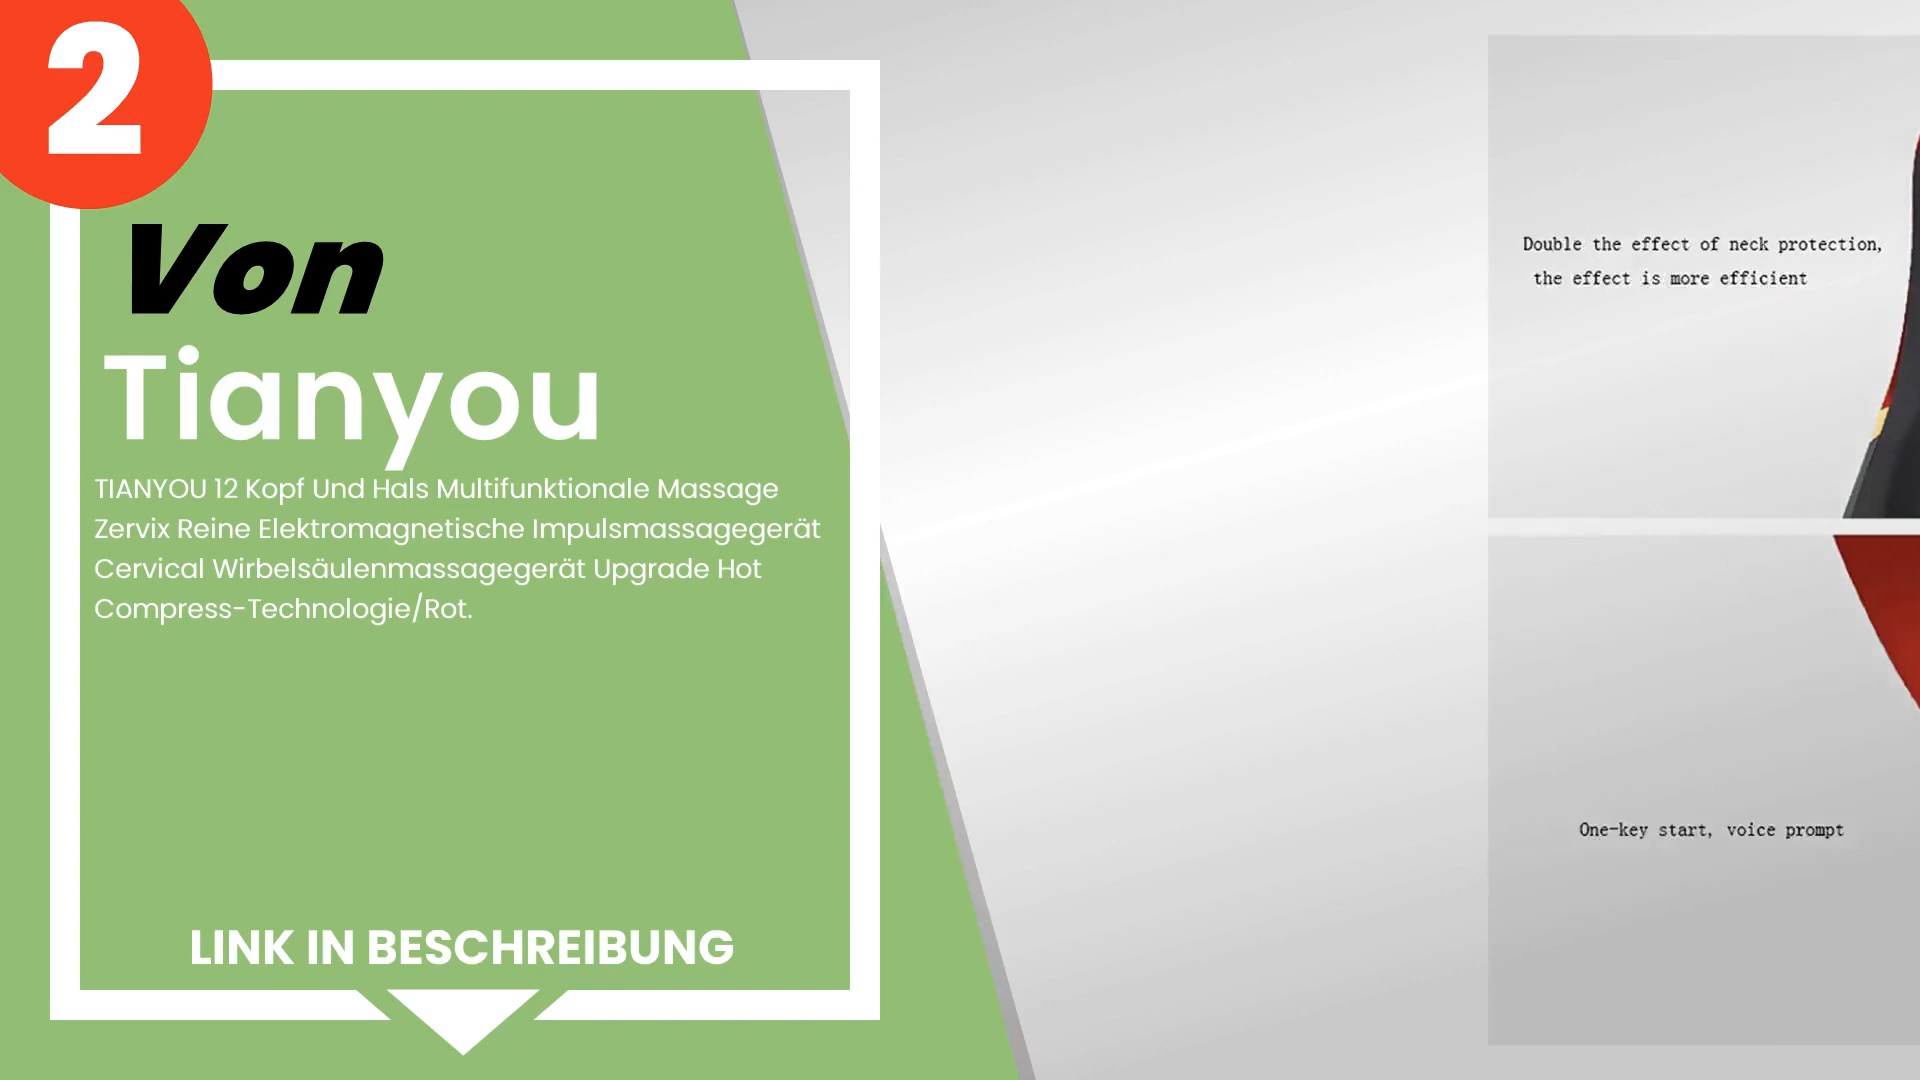 2
Von
Tianyou
TIANYOU 12 Kopf Und Hals Multifunktionale Massage
Zervix Reine Elektromagnetische Impulsmassagegerät
Cervical Wirbelsäulenmassagegerät Upgrade Hot
Compress-Technologie/Rot.
LINK IN BESCHREIBUNG
Double the effect of neck protection,
the effect is more efficient
One-key start, voice prompt